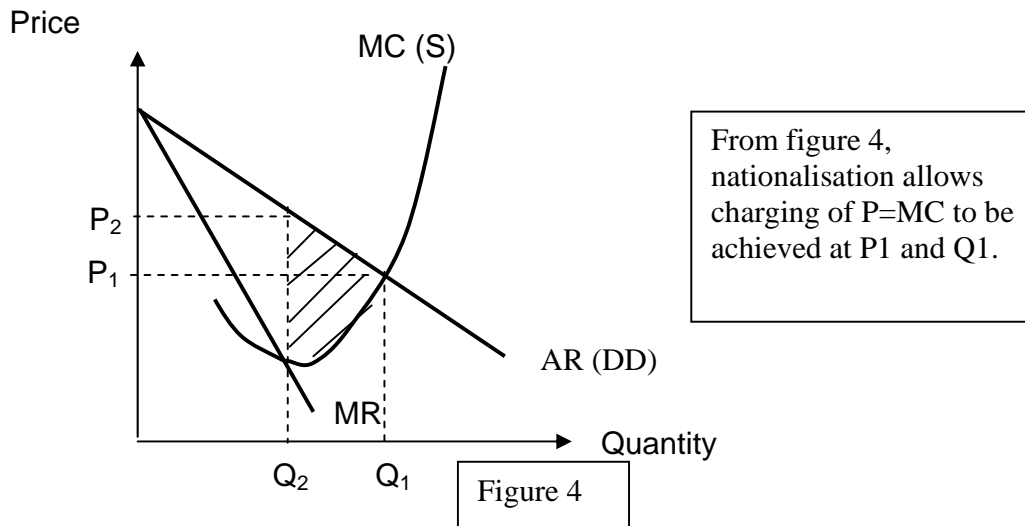 Price
MC (S)
From figure 4,
nationalisation allows
charging of P=MC to be
achieved at P1 and Q1.
P₂
P₁
AR (DD)
MR
Quantity
Q₂
Q₁
Figure 4